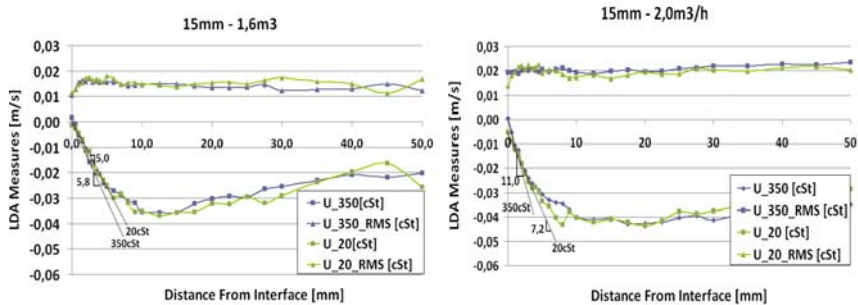 15mm - 1,6m3
LDA Measures [m/s]
0,03
0,02
0,01
0,00
-0,01
-0,02
-0,03
-0,04
-0,05
-0,06
0,0
10,0
20,0
30,0
40,0
50,0
5,0
5,8
20cSt
350cSt
U_350[cSt]
U_350_RMS [cSt]
U_20[cSt]
U_20_RMS [cSt]
Distance From Interface [mm]
15mm - 2,0m3/h
LDA Measures [m/s]
0,03
0,02
0,01
0,00
-0,01
-0,02
-0,03
-0,04
-0,05
-0,06
0
10
20
30
40
50
11,0
350cSt
7,2
20cSt
U_350 [cSt]
U_350_RMS [cSt]
U_20 [cSt]
U_20_RMS [cSt]
Distance From Interface [mm]